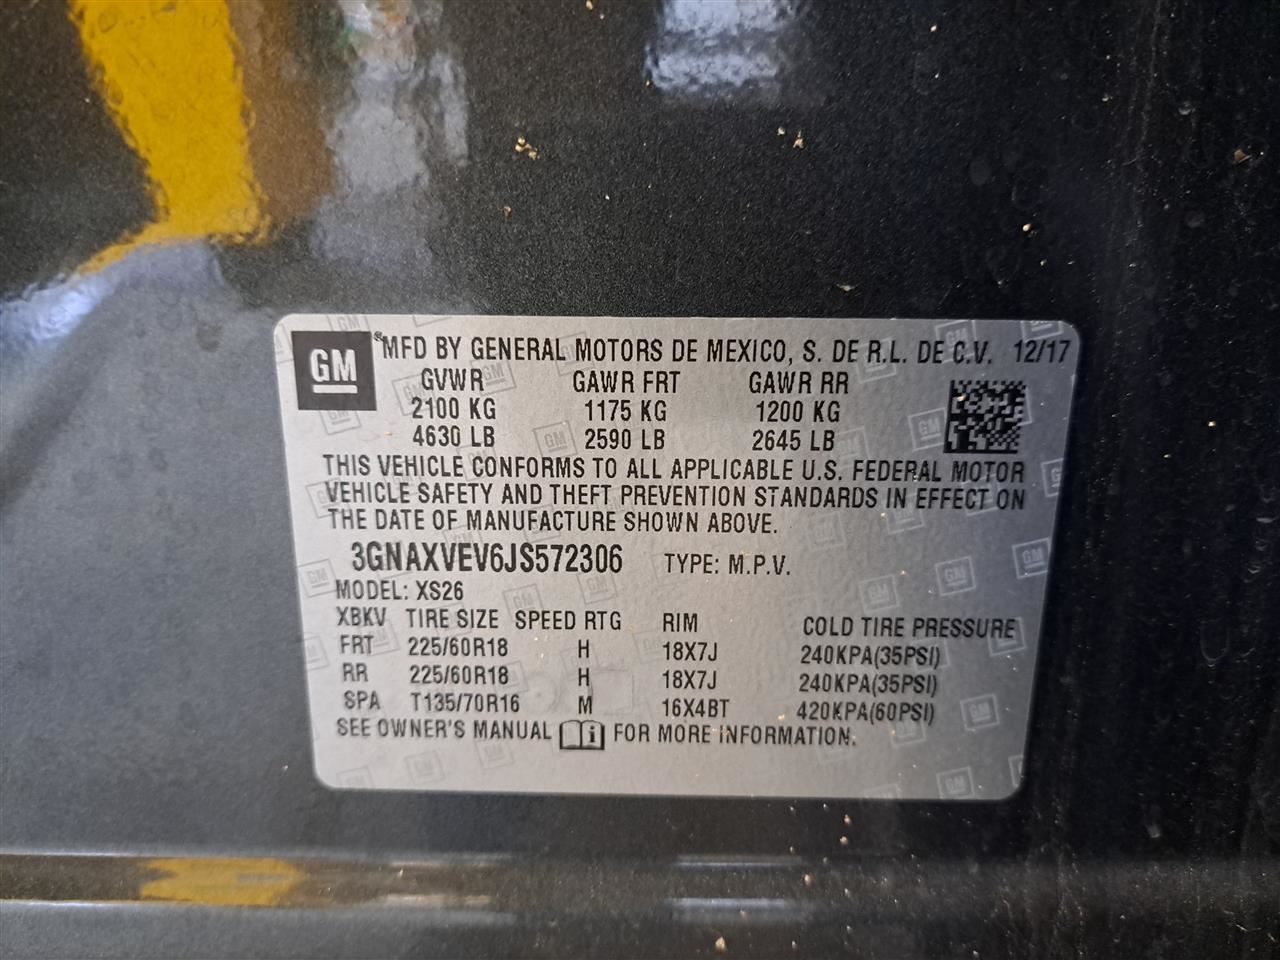 GM
MFD BY GENERAL MOTORS DE MEXICO, S. DE R.L. DE C.V. 12/17
GVWR GAWR FRT GAWR RR
2100 KG 1175 KG 1200 KG
4630 LB 2590 LB 2645 LB
THIS VEHICLE CONFORMS TO ALL APPLICABLE U.S. FEDERAL MOTOR
VEHICLE SAFETY AND THEFT PREVENTION STANDARDS IN EFFECT ON
THE DATE OF MANUFACTURE SHOWN ABOVE.
3GNAXVEV6JS572306 TYPE: M.P.V.
MODEL: XS26
XBKV TIRE SIZE SPEED RTG RIM COLD TIRE PRESSURE
FRT 225/60R18 H 18X7J 240KPA(35PSI)
RR 225/60R18 H 18X7J 240KPA(35PSI)
SPA T135/70R16 M 16X4BT 420KPA(60PSI)
SEE OWNER'S MANUAL i FOR MORE INFORMATION.